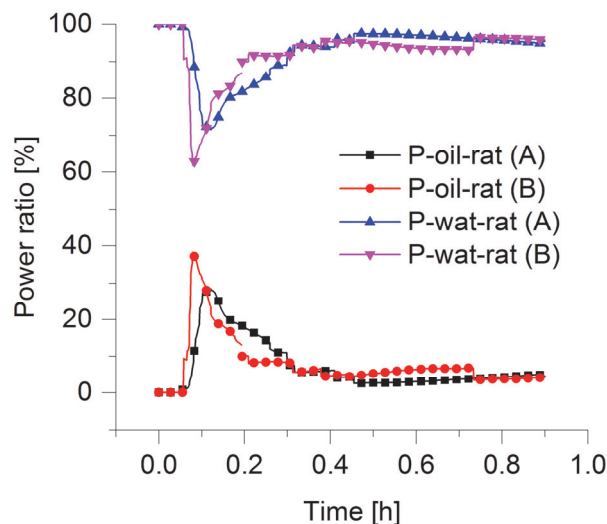 100
80
60
40
20
0
Power ratio [%]
P-oil-rat (A)
P-oil-rat (B)
P-wat-rat (A)
P-wat-rat (B)
0.0 0.2 0.4 0.6 0.8 1.0
Time [h]